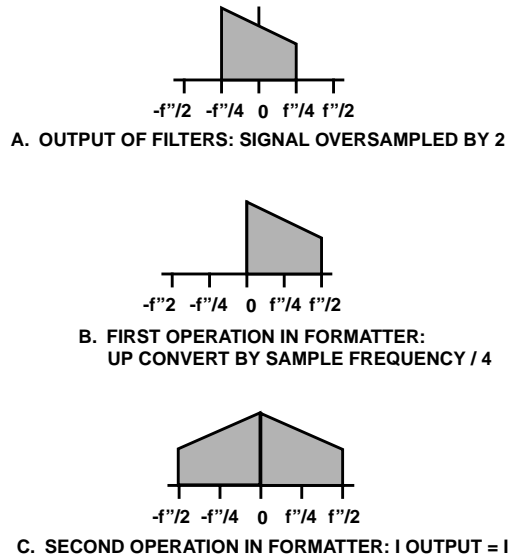 -f”/2 -f”/4 0 f”/4 f”/2
A. OUTPUT OF FILTERS: SIGNAL OVERSAMPLED BY 2
-f”2 -f”/4 0 f”/4 f”/2
B. FIRST OPERATION IN FORMATTER:
UP CONVERT BY SAMPLE FREQUENCY / 4
-f”/2 -f”/4 0 f”/4 f”/2
C. SECOND OPERATION IN FORMATTER: I OUTPUT = I